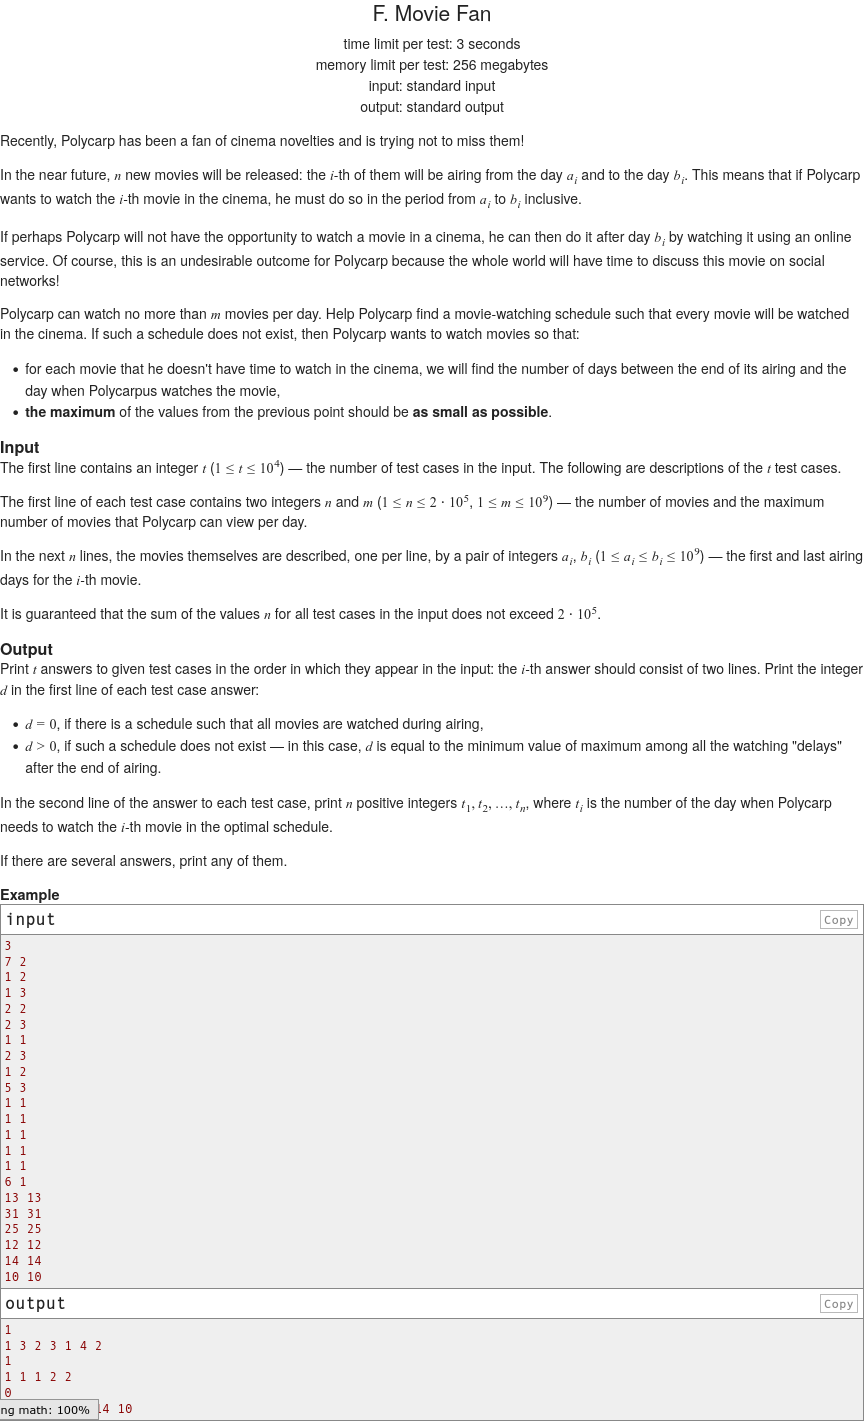 F. Movie Fan
time limit per test: 3 seconds
memory limit per test: 256 megabytes
input: standard input
output: standard output
Recently, Polycarp has been a fan of cinema novelties and is trying not to miss them!
In the near future, n new movies will be released: the i-th of them will be airing from the day a_i and to the day b_i. This means that if Polycarp
wants to watch the i-th movie in the cinema, he must do so in the period from a_i to b_i inclusive.
If perhaps Polycarp will not have the opportunity to watch a movie in a cinema, he can then do it after day b_i by watching it using an online
service. Of course, this is an undesirable outcome for Polycarp because the whole world will have time to discuss this movie on social
networks!
Polycarp can watch no more than m movies per day. Help Polycarp find a movie-watching schedule such that every movie will be watched
in the cinema. If such a schedule does not exist, then Polycarp wants to watch movies so that:
• for each movie that he doesn't have time to watch in the cinema, we will find the number of days between the end of its airing and the
day when Polycarpus watches the movie,
• the maximum of the values from the previous point should be as small as possible.
Input
The first line contains an integer t (1 ≤ t ≤ 10^4) — the number of test cases in the input. The following are descriptions of the t test cases.
The first line of each test case contains two integers n and m (1 ≤ n ≤ 2 · 10^5, 1 ≤ m ≤ 10^9) — the number of movies and the maximum
number of movies that Polycarp can view per day.
In the next n lines, the movies themselves are described, one per line, by a pair of integers a_i, b_i (1 ≤ a_i ≤ b_i ≤ 10^9) — the first and last airing
days for the i-th movie.
It is guaranteed that the sum of the values n for all test cases in the input does not exceed 2 · 10^5.
Output
Print t answers to given test cases in the order in which they appear in the input: the i-th answer should consist of two lines. Print the integer
d in the first line of each test case answer:
• d = 0, if there is a schedule such that all movies are watched during airing,
• d > 0, if such a schedule does not exist — in this case, d is equal to the minimum value of maximum among all the watching "delays"
after the end of airing.
In the second line of the answer to each test case, print n positive integers t_1, t_2, …, t_n, where t_i is the number of the day when Polycarp
needs to watch the i-th movie in the optimal schedule.
If there are several answers, print any of them.
Example
input
Copy
3
7 2
1 2
1 3
2 2
2 3
1 1
2 3
1 2
5 3
1 1
1 1
1 1
1 1
1 1
6 1
13 13
31 31
25 25
12 12
14 14
10 10
output
Copy
1
1 3 2 3 1 4 2
1
1 1 1 2 2
0
14 10
ng math: 100%